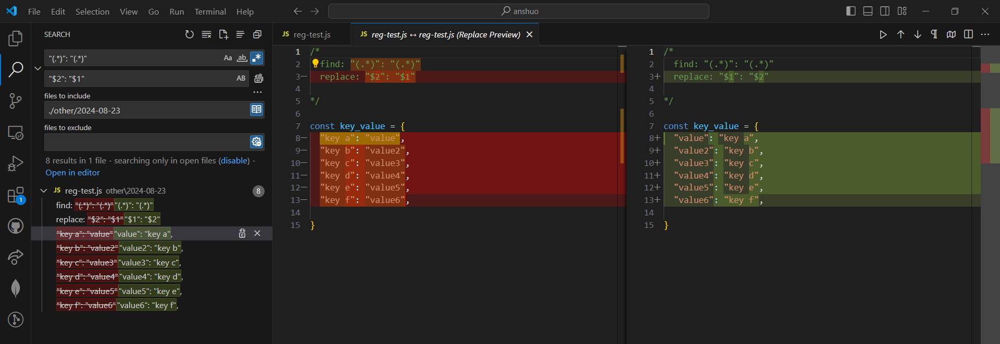 File Edit Selection View Go Run Terminal Help
anshuo
SEARCH
"(.*)": "(.*)"
Aa ab
"$2": "$1"
AB
files to include
./other/2024-08-23
files to exclude
8 results in 1 file - searching only in open files (disable) -
Open in editor
JS reg-test.js other\2024-08-23 8
find: "(.*)": "(.*)""(.*)": "(.*)"
replace: "$2": "$1""$1": "$2"
"key a": "value""value": "key a",
"key b": "value2""value2": "key b",
"key c": "value3""value3": "key c",
"key d": "value4""value4": "key d",
"key e": "value5""value5": "key e",
"key f": "value6""value6": "key f",
1
JS reg-test.js
JS reg-test.js ↔ reg-test.js (Replace Preview)
1 /*
2 find: "(.*)": "(.*)"
3— replace: "$2": "$1"
4
5 */
6
7 const key_value = {
8— "key a": "value",
9— "key b": "value2",
10— "key c": "value3",
11— "key d": "value4",
12— "key e": "value5",
13— "key f": "value6",
14
15 }
1 /*
2 find: "(.*)": "(.*)"
3+ replace: "$1": "$2"
4
5 */
6
7 const key_value = {
8+ "value": "key a",
9+ "value2": "key b",
10+ "value3": "key c",
11+ "value4": "key d",
12+ "value5": "key e",
13+ "value6": "key f",
14
15 }